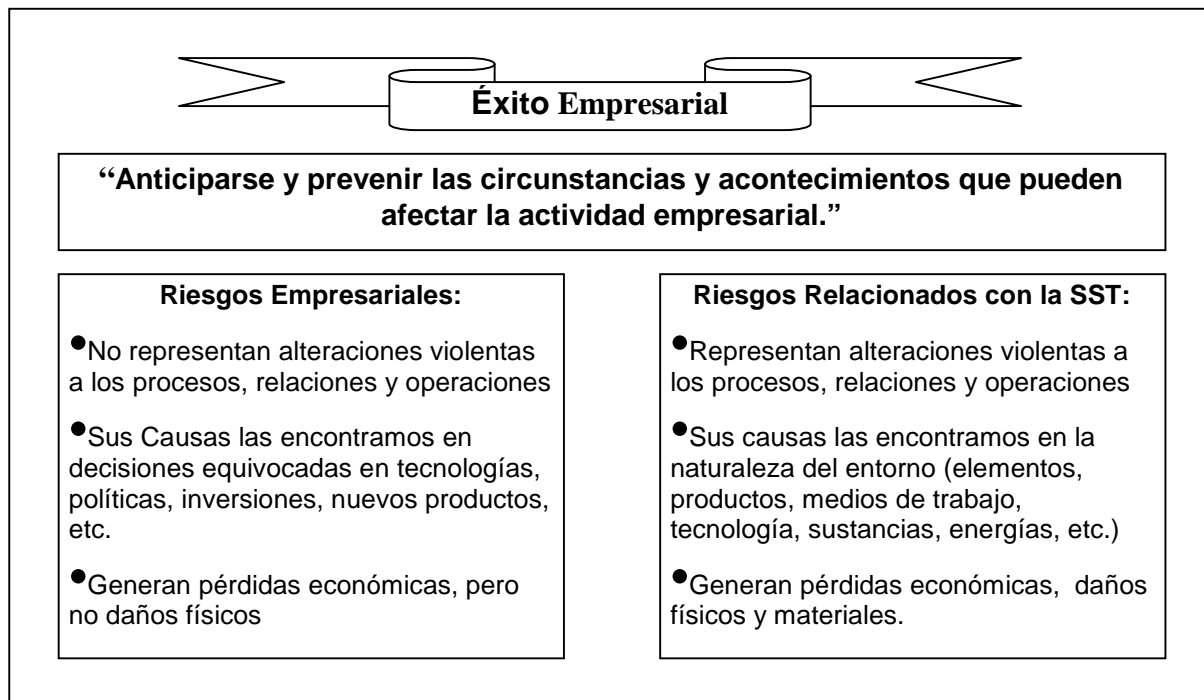 Éxito Empresarial
“Anticiparse y prevenir las circunstancias y acontecimientos que pueden
afectar la actividad empresarial.”
Riesgos Empresariales:
●No representan alteraciones violentas
a los procesos, relaciones y operaciones
●Sus Causas las encontramos en
decisiones equivocadas en tecnologías,
políticas, inversiones, nuevos productos,
etc.
●Generan pérdidas económicas, pero
no daños físicos
Riesgos Relacionados con la SST:
●Representan alteraciones violentas a
los procesos, relaciones y operaciones
●Sus causas las encontramos en la
naturaleza del entorno (elementos,
productos, medios de trabajo,
tecnología, sustancias, energías, etc.)
●Generan pérdidas económicas,  daños
físicos y materiales.